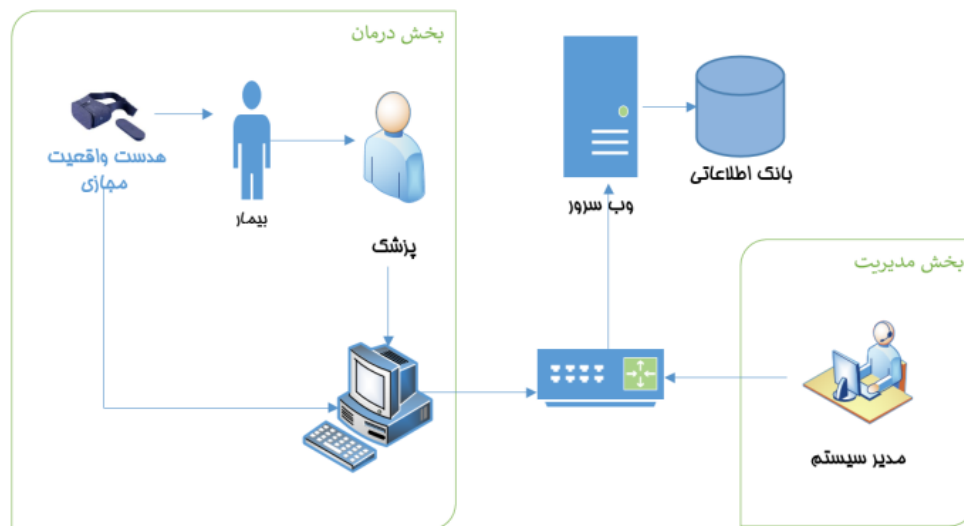 بخش درمان
هدست واقعیت
مجازی
بیمار
پزشک
وب سرور
بانک اطلاعاتی
بخش مدیریت
مدیر سیستم